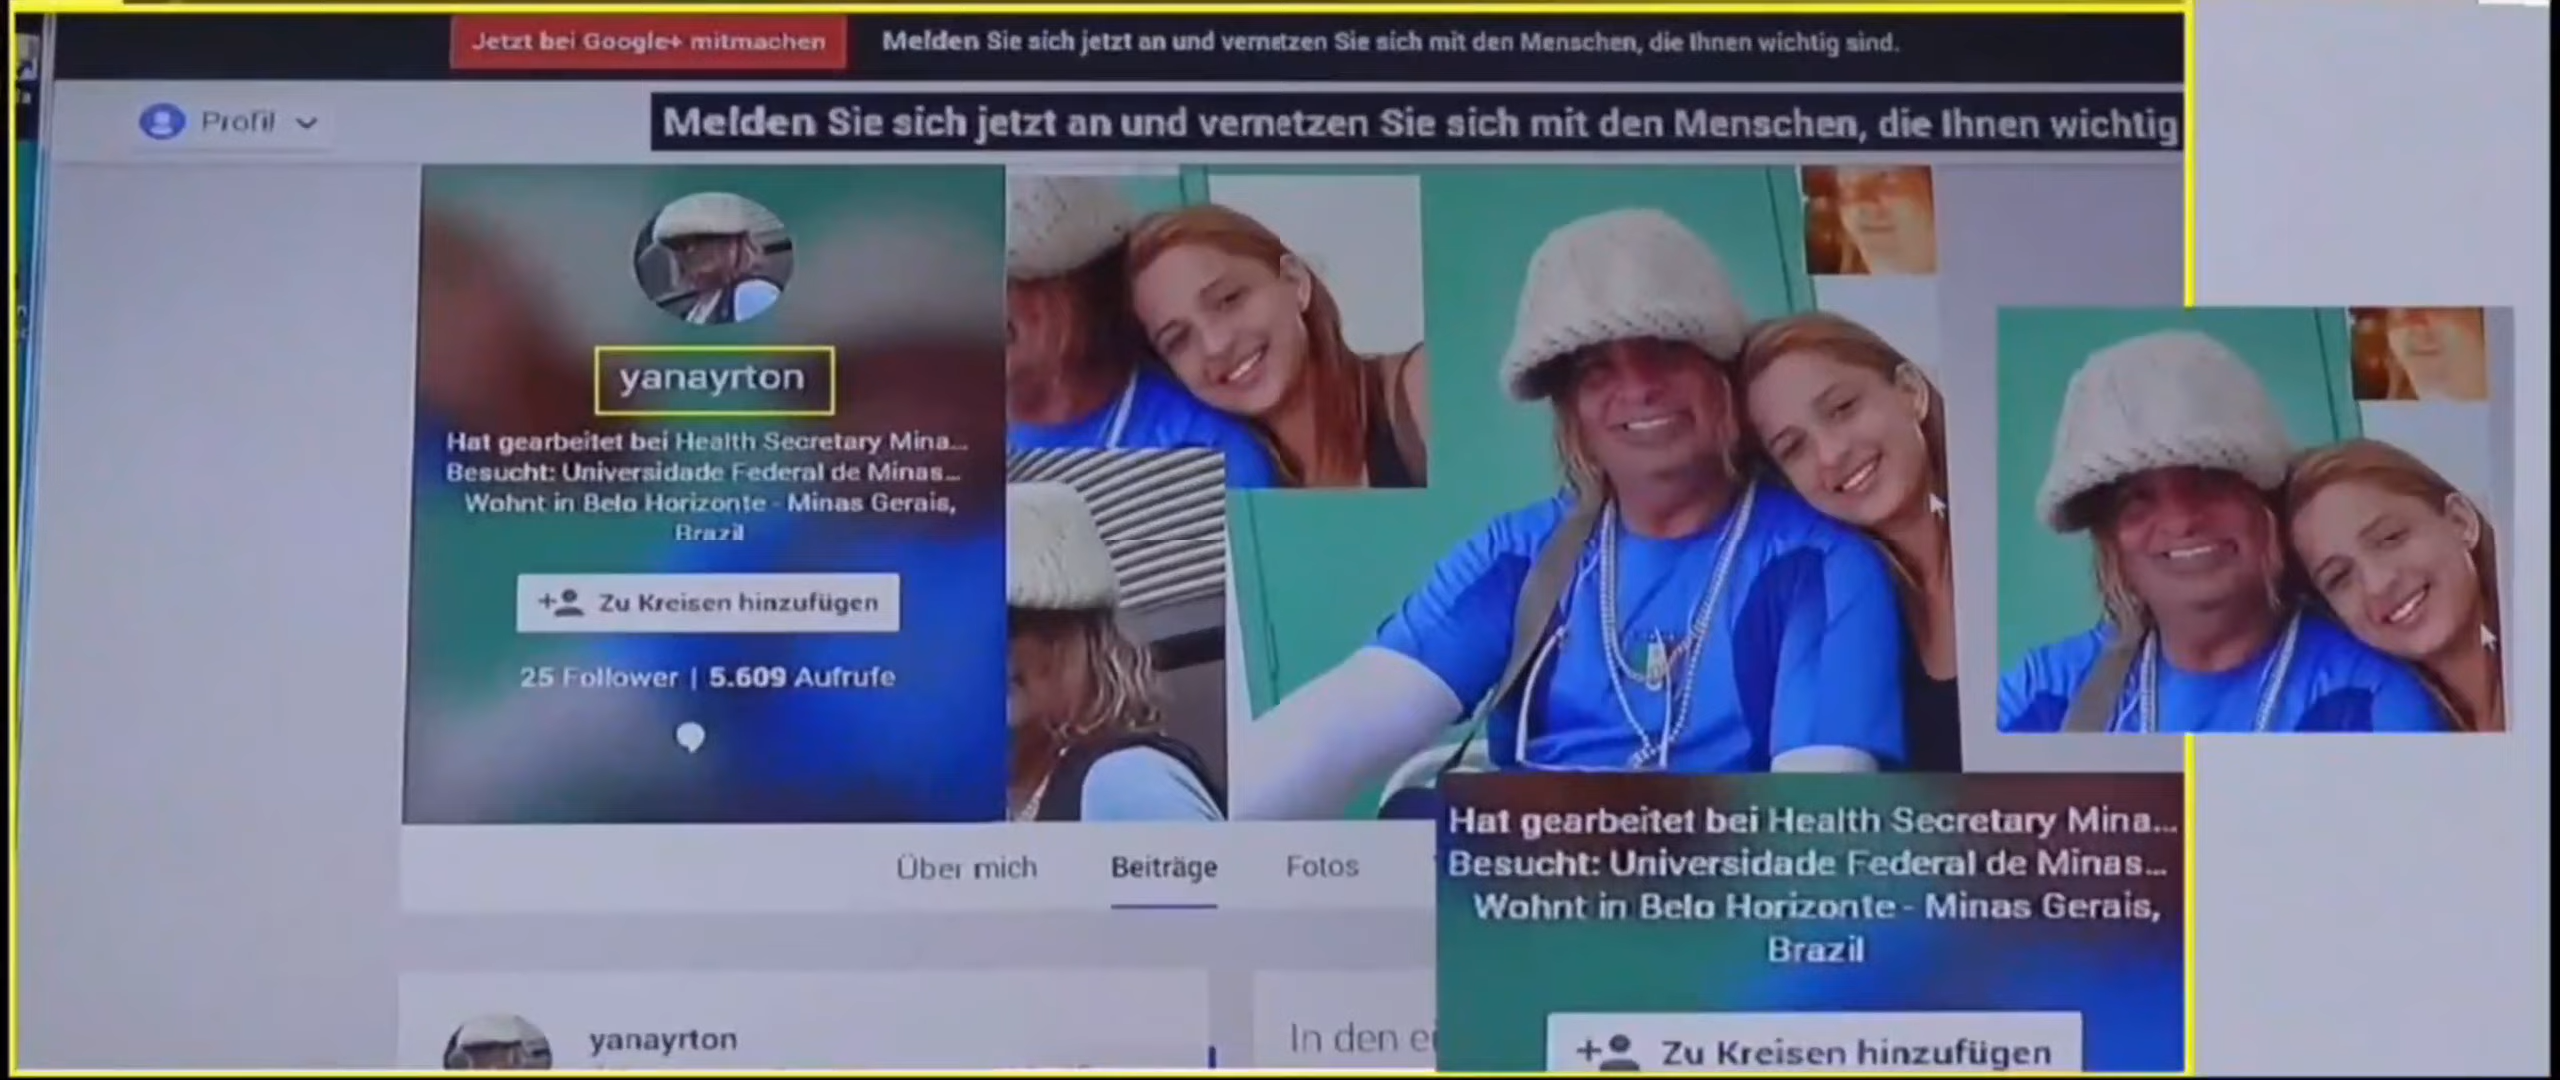 Jetzt bei Google+ mitmachen
Melden Sie sich jetzt an und vernetzen Sie sich mit den Menschen, die Ihnen wichtig sind.
Profil
Melden Sie sich jetzt an und vernetzen Sie sich mit den Menschen, die Ihnen wichtig
yanayrton
Hat gearbeitet bei Health Secretary Mina...
Besucht: Universidade Federal de Minas...
Wohnt in Belo Horizonte - Minas Gerais,
Brazil
Zu Kreisen hinzufügen
25 Follower | 5.609 Aufrufe
Über mich
Beiträge
Fotos
Hat gearbeitet bei Health Secretary Mina...
Besucht: Universidade Federal de Minas...
Wohnt in Belo Horizonte - Minas Gerais,
Brazil
Zu Kreisen hinzufügen
yanayrton
In den